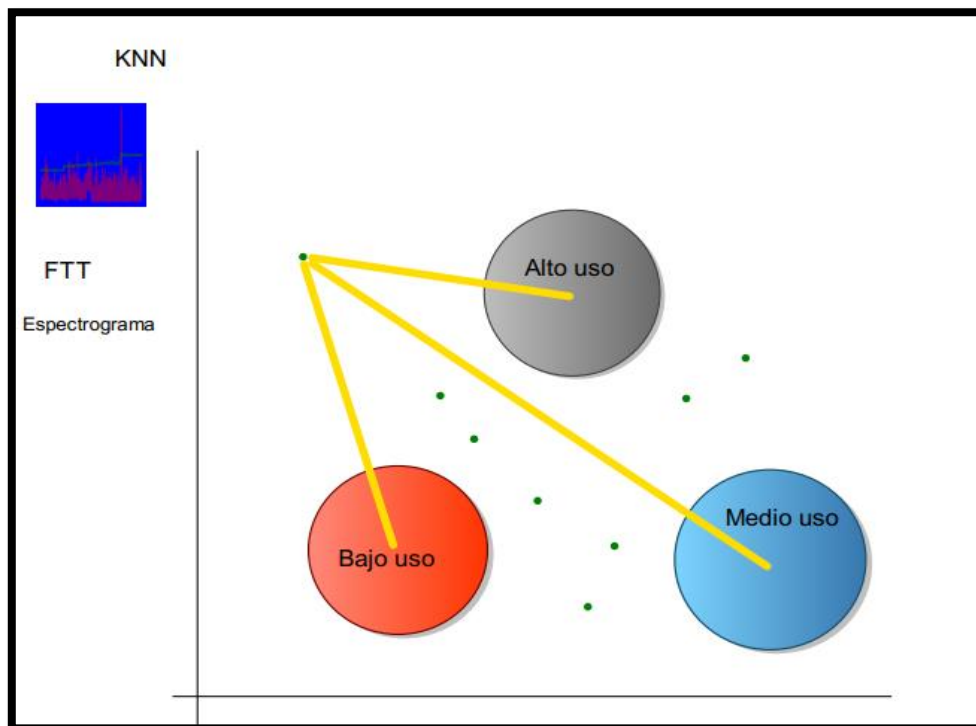 KNN
FTT
Espectrograma
Alto uso
Medio uso
Bajo uso